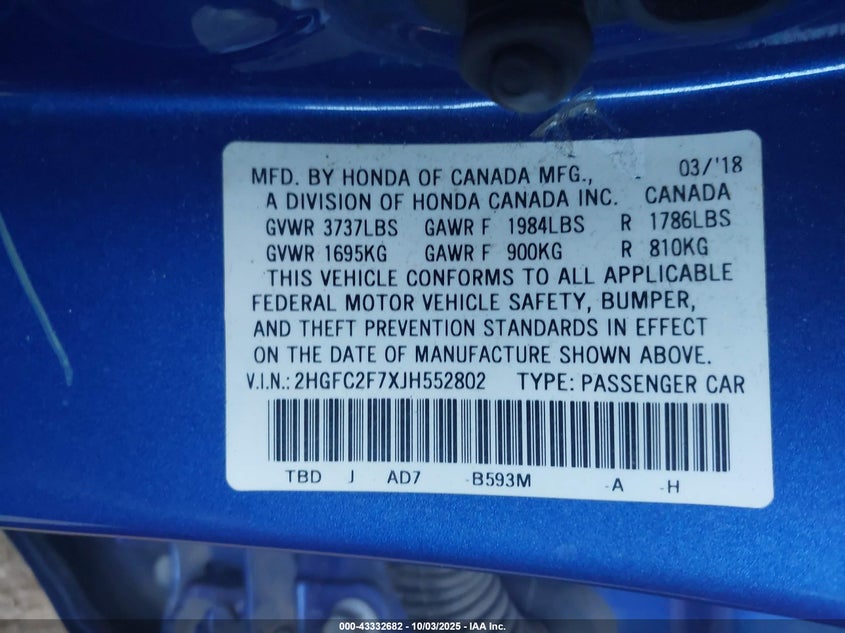 MFD. BY HONDA OF CANADA MFG., 03/'18
A DIVISION OF HONDA CANADA INC. CANADA
GVWR 3737LBS GAWR F 1984LBS R 1786LBS
GVWR 1695KG GAWR F 900KG R 810KG
THIS VEHICLE CONFORMS TO ALL APPLICABLE
FEDERAL MOTOR VEHICLE SAFETY, BUMPER,
AND THEFT PREVENTION STANDARDS IN EFFECT
ON THE DATE OF MANUFACTURE SHOWN ABOVE.
V.I.N.: 2HGFC2F7XJH552802 TYPE: PASSENGER CAR
TBD J AD7 -B593M -A -H
000-43332682 - 10/03/2025 - IAA Inc.